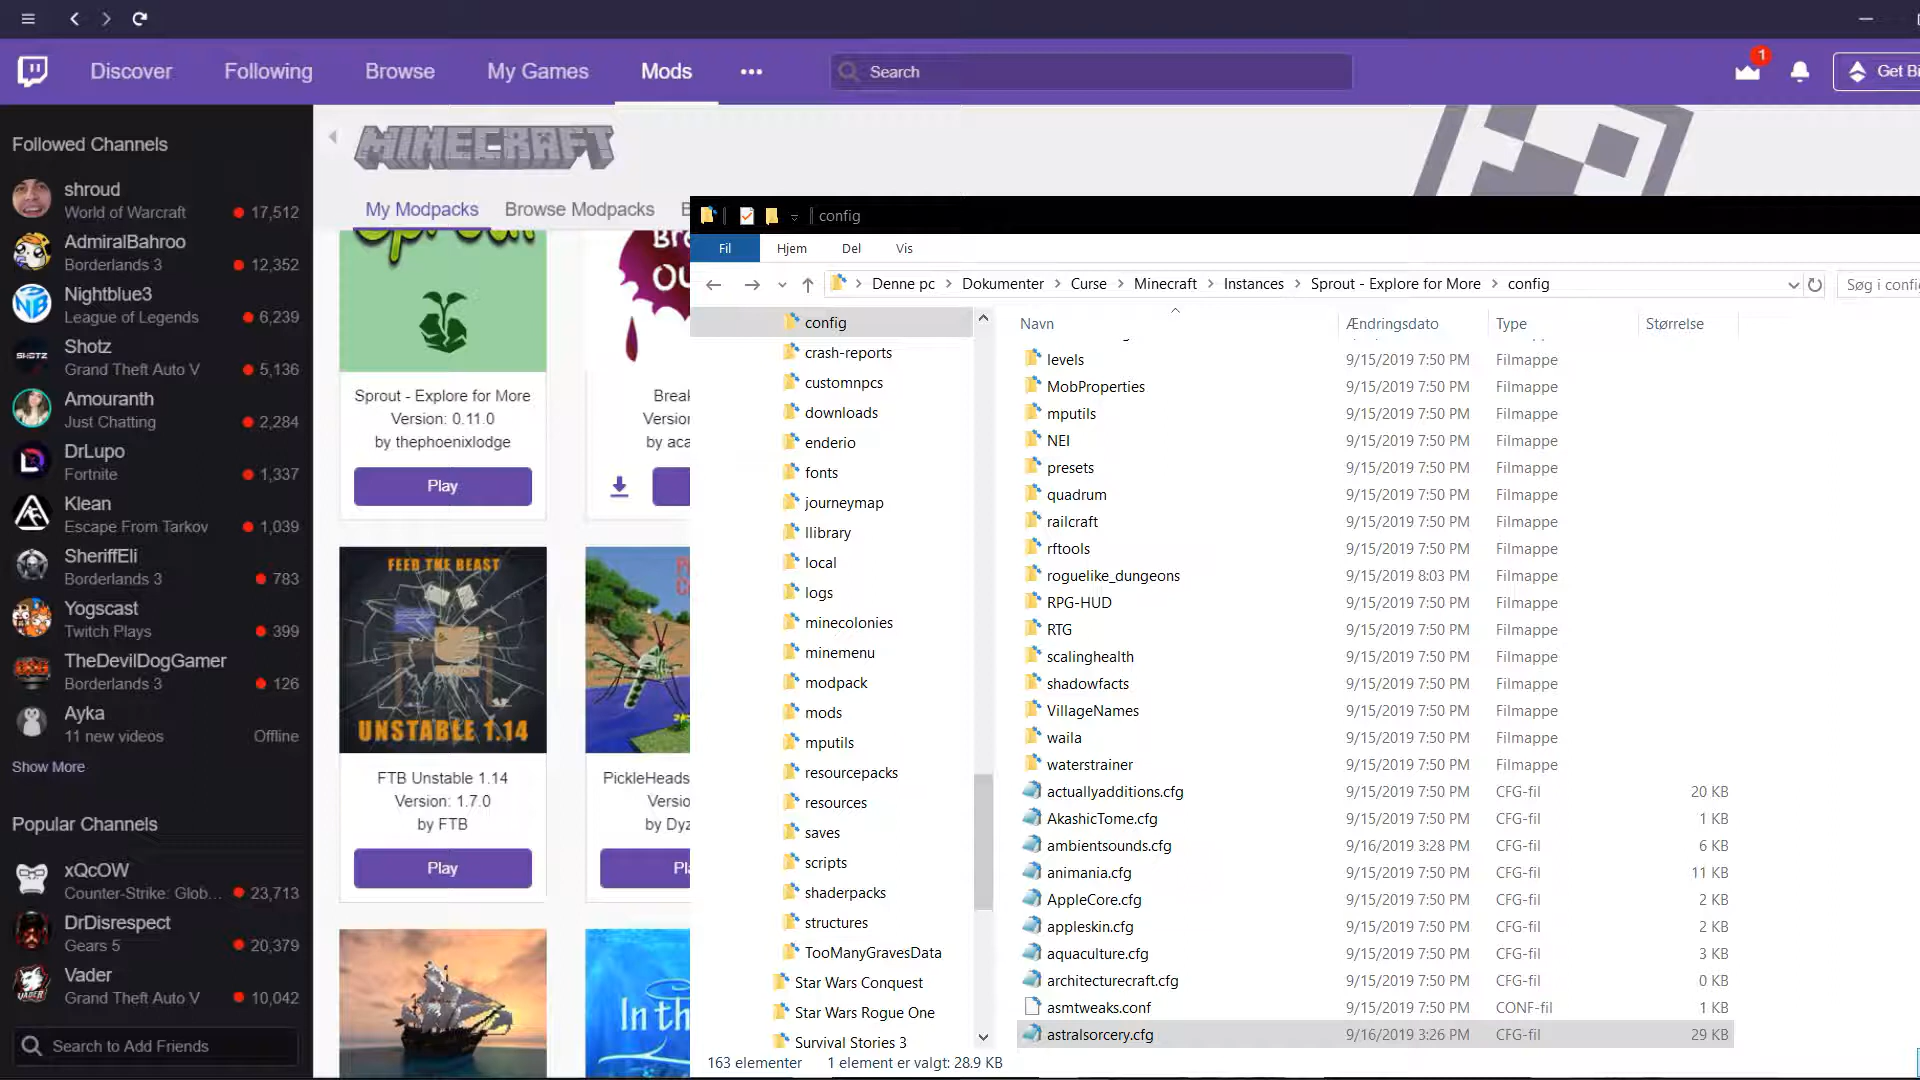 Discover
Following
Browse
My Games
Mods
Search
1
Get Bi
Followed Channels
shroud
World of Warcraft
17,512
AdmiralBahroo
Borderlands 3
12,352
Nightblue3
League of Legends
6,239
Shotz
Grand Theft Auto V
5,136
Amouranth
Just Chatting
2,284
DrLupo
Fortnite
1,337
Klean
Escape From Tarkov
1,039
SheriffEli
Borderlands 3
783
Yogscast
Twitch Plays
399
TheDevilDogGamer
Borderlands 3
126
Ayka
11 new videos
Offline
Show More
Popular Channels
xQcOW
Counter-Strike: Glob...
23,713
DrDisrespect
Gears 5
20,379
Vader
Grand Theft Auto V
10,042
Search to Add Friends
MINECRAFT
My Modpacks
Browse Modpacks
Sprout - Explore for More
Version: 0.11.0
by thephoenixlodge
Play
Break
Version
by aca
FEED THE BEAST
UNSTABLE 1.14
FTB Unstable 1.14
Version: 1.7.0
by FTB
Play
PickleHeads
Versio
by Dyz
Pl
In th
config
Fil
Hjem
Del
Vis
Denne pc
Dokumenter
Curse
Minecraft
Instances
Sprout - Explore for More
config
Søg i confi
config
crash-reports
customnpcs
downloads
enderio
fonts
journeymap
llibrary
local
logs
minecolonies
minemenu
modpack
mods
mputils
resourcepacks
resources
saves
scripts
shaderpacks
structures
TooManyGravesData
Star Wars Conquest
Star Wars Rogue One
Survival Stories 3
Navn Ændringsdato Type Størrelse
levels 9/15/2019 7:50 PM Filmappe
MobProperties 9/15/2019 7:50 PM Filmappe
mputils 9/15/2019 7:50 PM Filmappe
NEI 9/15/2019 7:50 PM Filmappe
presets 9/15/2019 7:50 PM Filmappe
quadrum 9/15/2019 7:50 PM Filmappe
railcraft 9/15/2019 7:50 PM Filmappe
rftools 9/15/2019 7:50 PM Filmappe
roguelike_dungeons 9/15/2019 8:03 PM Filmappe
RPG-HUD 9/15/2019 7:50 PM Filmappe
RTG 9/15/2019 7:50 PM Filmappe
scalinghealth 9/15/2019 7:50 PM Filmappe
shadowfacts 9/15/2019 7:50 PM Filmappe
VillageNames 9/15/2019 7:50 PM Filmappe
waila 9/15/2019 7:50 PM Filmappe
waterstrainer 9/15/2019 7:50 PM Filmappe
actuallyadditions.cfg 9/15/2019 7:50 PM CFG-fil 20 KB
AkashicTome.cfg 9/15/2019 7:50 PM CFG-fil 1 KB
ambientsounds.cfg 9/16/2019 3:28 PM CFG-fil 6 KB
animania.cfg 9/15/2019 7:50 PM CFG-fil 11 KB
AppleCore.cfg 9/15/2019 7:50 PM CFG-fil 2 KB
appleskin.cfg 9/15/2019 7:50 PM CFG-fil 2 KB
aquaculture.cfg 9/15/2019 7:50 PM CFG-fil 3 KB
architecturecraft.cfg 9/15/2019 7:50 PM CFG-fil 0 KB
asmtweaks.conf 9/15/2019 7:50 PM CONF-fil 1 KB
astralsorcery.cfg 9/16/2019 3:26 PM CFG-fil 29 KB
163 elementer 1 element er valgt: 28.9 KB